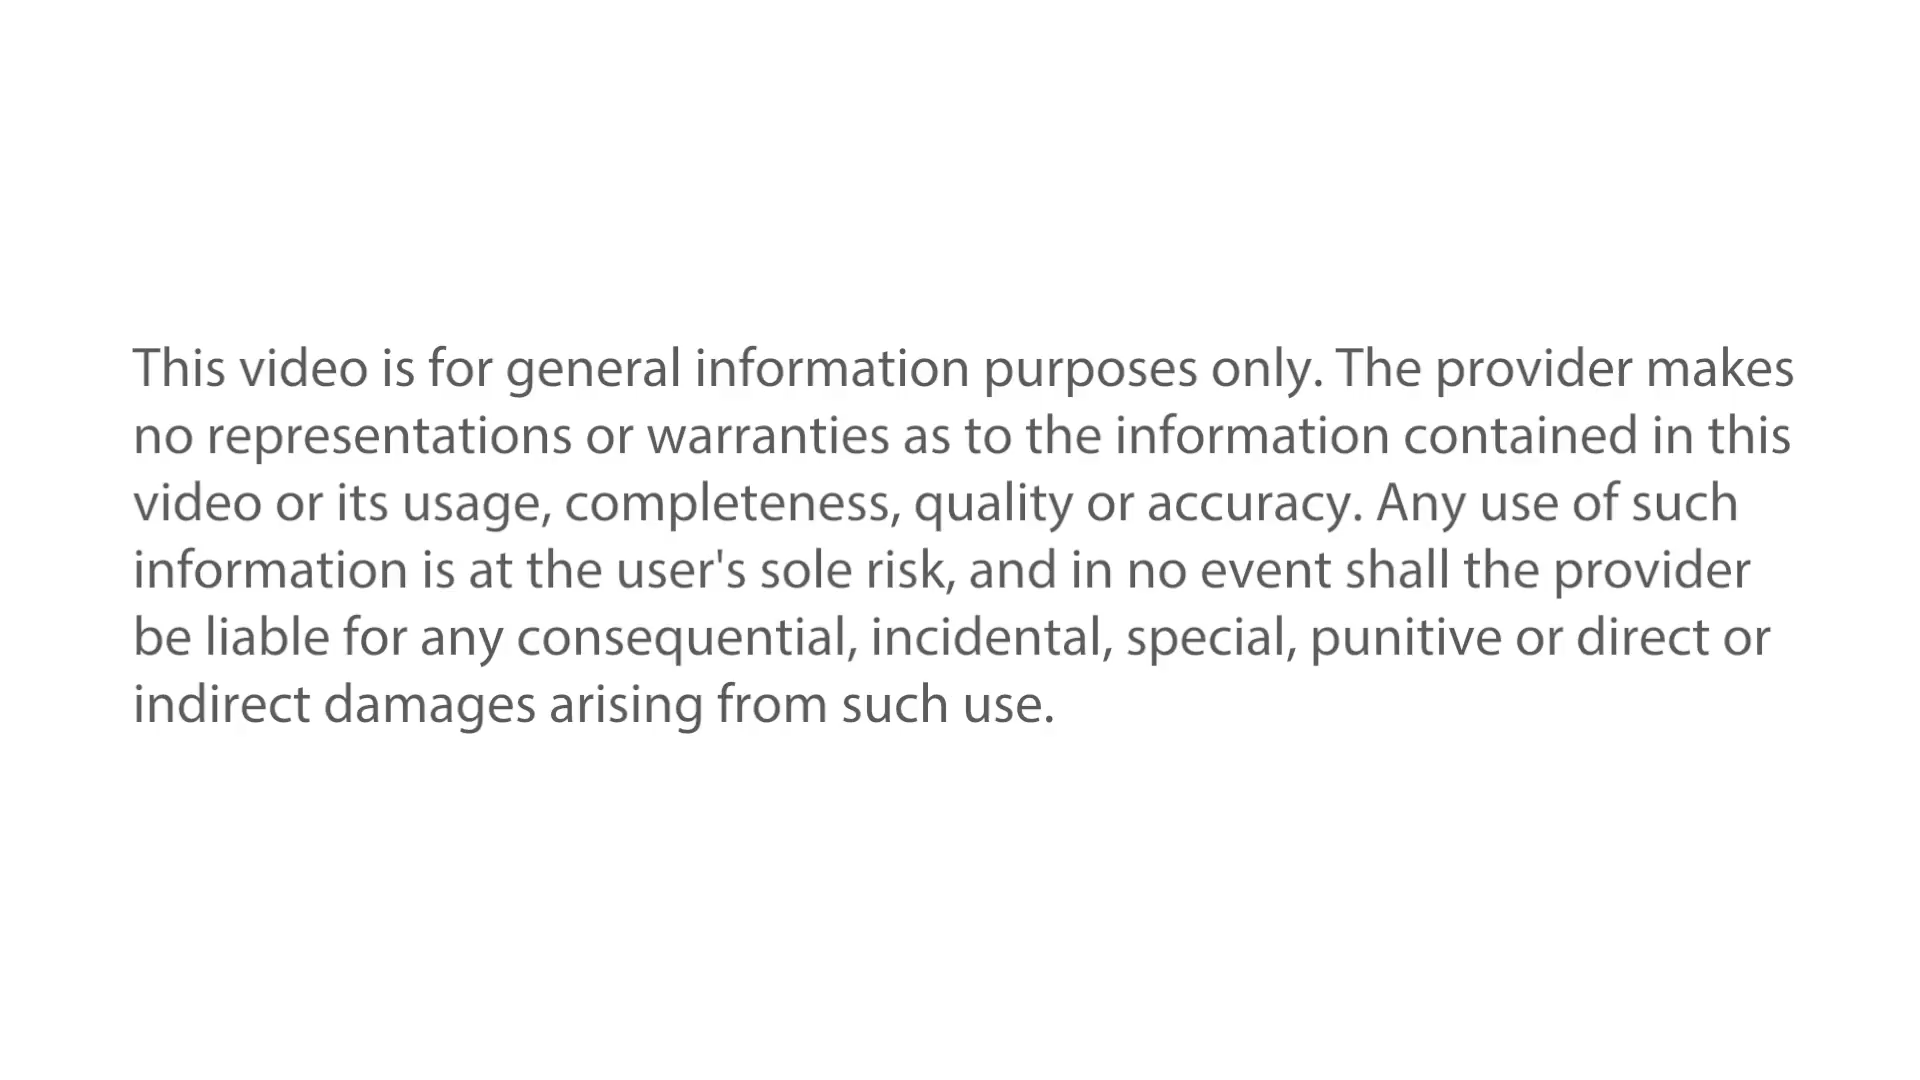 This video is for general information purposes only. The provider makes
no representations or warranties as to the information contained in this
video or its usage, completeness, quality or accuracy. Any use of such
information is at the user's sole risk, and in no event shall the provider
be liable for any consequential, incidental, special, punitive or direct or
indirect damages arising from such use.